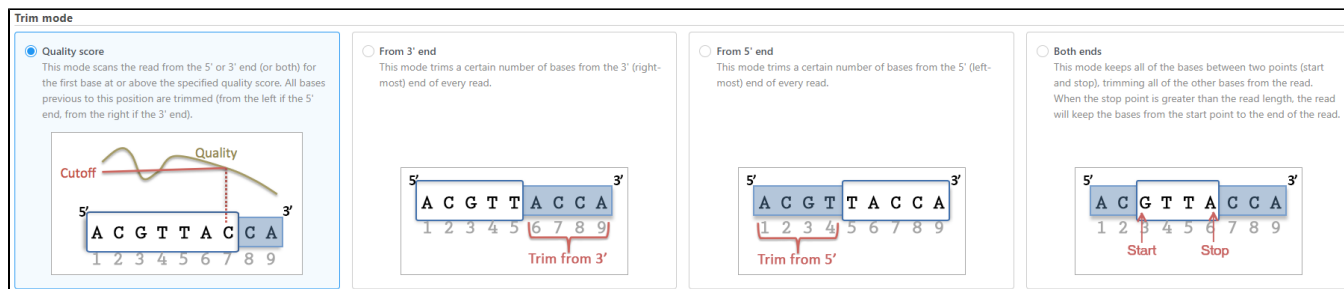 Trim mode
Quality score
This mode scans the read from the 5' or 3' end (or both) for
the first base at or above the specified quality score. All bases
previous to this position are trimmed (from the left if the 5'
end, from the right if the 3' end).
Quality
Cutoff
5' 3'
A C G T T A C C A
1 2 3 4 5 6 7 8 9
From 3' end
This mode trims a certain number of bases from the 3' (right-
most) end of every read.
5' 3'
A C G T T A C C A
1 2 3 4 5 6 7 8 9
Trim from 3'
From 5' end
This mode trims a certain number of bases from the 5' (left-
most) end of every read.
5' 3'
A C G T T A C C A
1 2 3 4 5 6 7 8 9
Trim from 5'
Both ends
This mode keeps all of the bases between two points (start
and stop), trimming all of the other bases from the read.
When the stop point is greater than the read length, the read
will keep the bases from the start point to the end of the read.
5' 3'
A C G T T A C C A
1 2 3 4 5 6 7 8 9
Start Stop